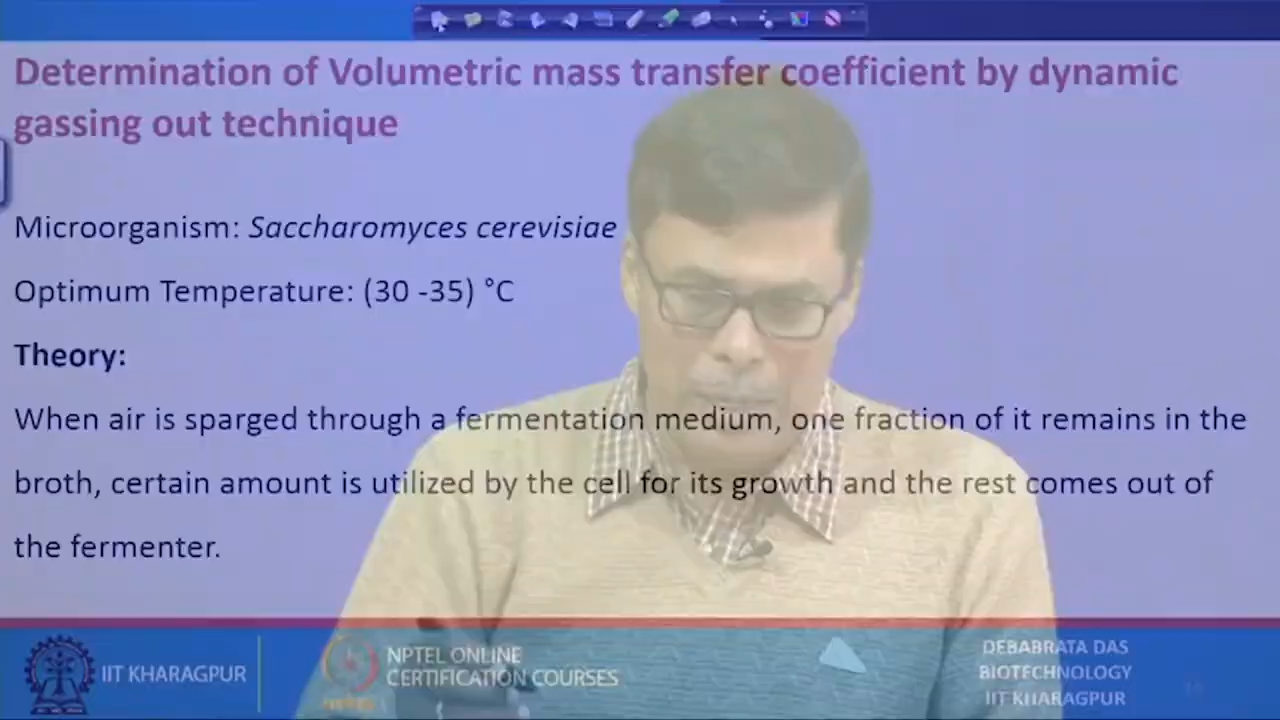 Determination of Volumetric mass transfer coefficient by dynamic
gassing out technique
Microorganism: Saccharomyces cerevisiae
Optimum Temperature: (30 -35) °C
Theory:
When air is sparged through a fermentation medium, one fraction of it remains in the
broth, certain amount is utilized by the cell for its growth and the rest comes out of
the fermenter.
IIT KHARAGPUR
NPTEL ONLINE
CERTIFICATION COURSES
DEBABRATA DAS
BIOTECHNOLOGY
IIT KHARAGPUR